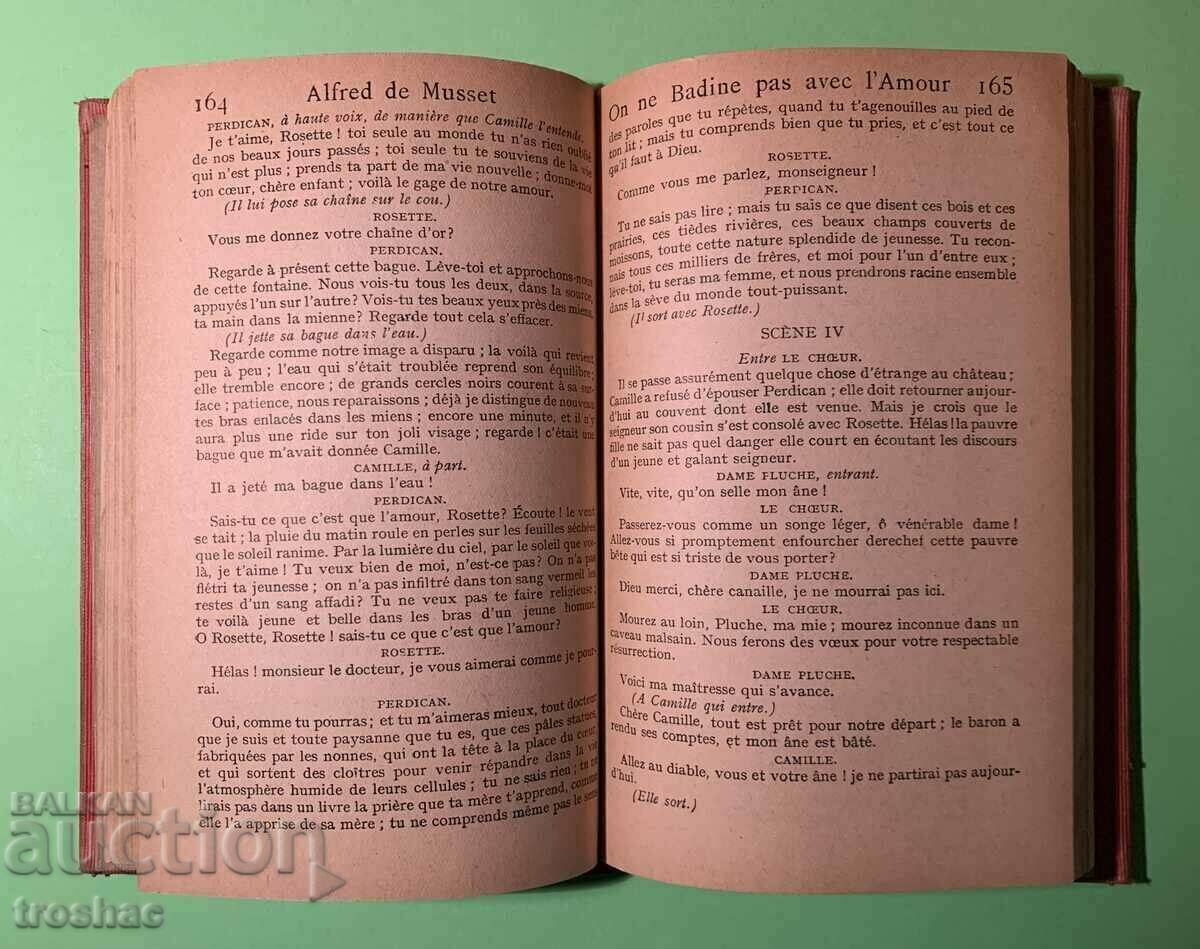 164 Alfred de Musset
PERDICAN, à haute voix, de manière que Camille l'entende.
Je t'aime, Rosette ! toi seule au monde tu n'as rien oublié
de nos beaux jours passés ; toi seule tu te souviens de la vie
qui n'est plus ; prends ta part de ma vie nouvelle ; donne-moi
ton cœur, chère enfant ; voilà le gage de notre amour.
(Il lui pose sa chaîne sur le cou.)
ROSETTE.
Vous me donnez votre chaîne d'or?
PERDICAN.
Regarde à présent cette bague. Lève-toi et approchons-nous
de cette fontaine. Nous vois-tu tous les deux, dans la source,
appuyés l'un sur l'autre? Vois-tu tes beaux yeux près des miens,
ta main dans la mienne? Regarde tout cela s'effacer.
(Il jette sa bague dans l'eau.)
Regarde comme notre image a disparu ; la voilà qui revient
peu à peu ; l'eau qui s'était troublée reprend son équilibre ;
elle tremble encore ; de grands cercles noirs courent à sa sur-
face ; patience, nous reparaissons ; déjà je distingue de nouveau
tes bras enlacés dans les miens ; encore une minute, et il n'y
aura plus une ride sur ton joli visage ; regarde ! c'était une
bague que m'avait donnée Camille.
CAMILLE, à part.
Il a jeté ma bague dans l'eau !
PERDICAN.
Sais-tu ce que c'est que l'amour, Rosette? Écoute ! le vent
se tait ; la pluie du matin roule en perles sur les feuilles séchées
que le soleil ranime. Par la lumière du ciel, par le soleil que voi-
là, je t'aime ! Tu veux bien de moi, n'est-ce pas? On n'a pas
flétri ta jeunesse ; on n'a pas infiltré dans ton sang vermeil les
restes d'un sang affadi? Tu ne veux pas te faire religieuse ;
te voilà jeune et belle dans les bras d'un jeune homme.
O Rosette, Rosette ! sais-tu ce que c'est que l'amour?
ROSETTE.
Hélas ! monsieur le docteur, je vous aimerai comme je pour-
rai.
PERDICAN.
Oui, comme tu pourras ; et tu m'aimeras mieux, tout docteur
que je suis et toute paysanne que tu es, que ces pâles statues,
fabriquées par les nonnes, qui ont la tête à la place du cœur,
et qui sortent des cloîtres pour venir répandre dans la vie
l'atmosphère humide de leurs cellules ; tu ne sais rien ; tu ne
lirais pas dans un livre la prière que ta mère t'apprend, comme
elle l'a apprise de sa mère ; tu ne comprends même pas le sens
On ne Badine pas avec l'Amour 165
des paroles que tu répètes, quand tu t'agenouilles au pied de
ton lit ; mais tu comprends bien que tu pries, et c'est tout ce
qu'il faut à Dieu.
ROSETTE.
Comme vous me parlez, monseigneur !
PERDICAN.
Tu ne sais pas lire ; mais tu sais ce que disent ces bois et ces
prairies, ces tièdes rivières, ces beaux champs couverts de
moissons, toute cette nature splendide de jeunesse. Tu recon-
nais tous ces milliers de frères, et moi pour l'un d'entre eux ;
lève-toi, tu seras ma femme, et nous prendrons racine ensemble
dans la sève du monde tout-puissant.
(Il sort avec Rosette.)
SCÈNE IV
Entre LE CHŒUR.
Il se passe assurément quelque chose d'étrange au château ;
Camille a refusé d'épouser Perdican ; elle doit retourner aujour-
d'hui au couvent dont elle est venue. Mais je crois que le
seigneur son cousin s'est consolé avec Rosette. Hélas ! la pauvre
fille ne sait pas quel danger elle court en écoutant les discours
d'un jeune et galant seigneur.
DAME PLUCHE, entrant.
Vite, vite, qu'on selle mon âne !
LE CHŒUR.
Passerez-vous comme un songe léger, ô vénérable dame !
Allez-vous si promptement enfourcher derechef cette pauvre
bête qui est si triste de vous porter?
DAME PLUCHE.
Dieu merci, chère canaille, je ne mourrai pas ici.
LE CHŒUR.
Mourez au loin, Pluche, ma mie ; mourez inconnue dans un
caveau malsain. Nous ferons des vœux pour votre respectable
résurrection.
DAME PLUCHE.
Voici ma maîtresse qui s'avance.
(A Camille qui entre.)
Chère Camille, tout est prêt pour notre départ ; le baron a
rendu ses comptes, et mon âne est bâté.
CAMILLE.
Allez au diable, vous et votre âne ! je ne partirai pas aujour-
d'hui.
(Elle sort.)
BALKAN
auction
troshac